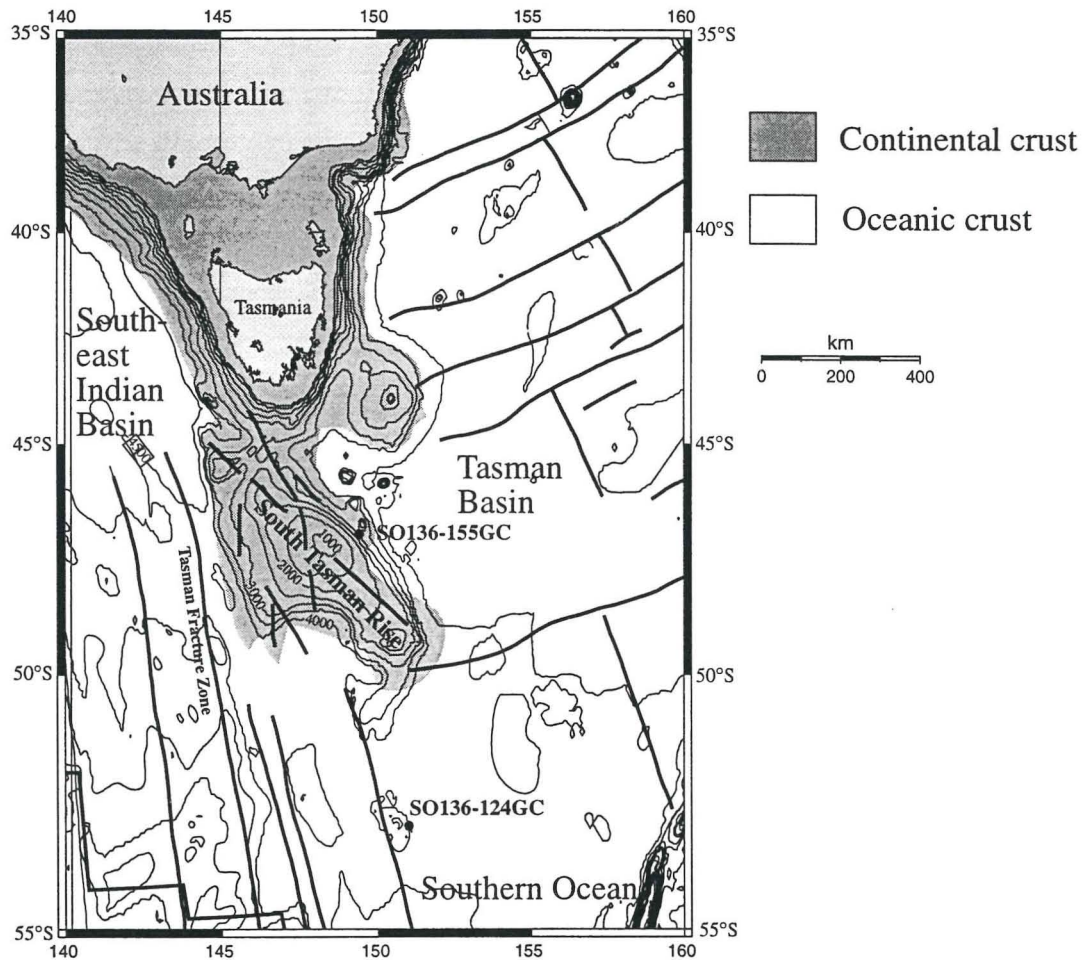 140 145 150 155 160
35°S 35°S
Australia
Continental crust
Oceanic crust
40°S 40°S
Tasmania
South-
east
Indian
Basin
km
0 200 400
4500
45°S 45°S
Tasman
Basin
South Tasman Rise
SO136-155GC
1000
2000
3000
4000
Tasman Fracture Zone
50°S 50°S
SO136-124GC
Southern Ocean
55°S 55°S
140 145 150 155 160